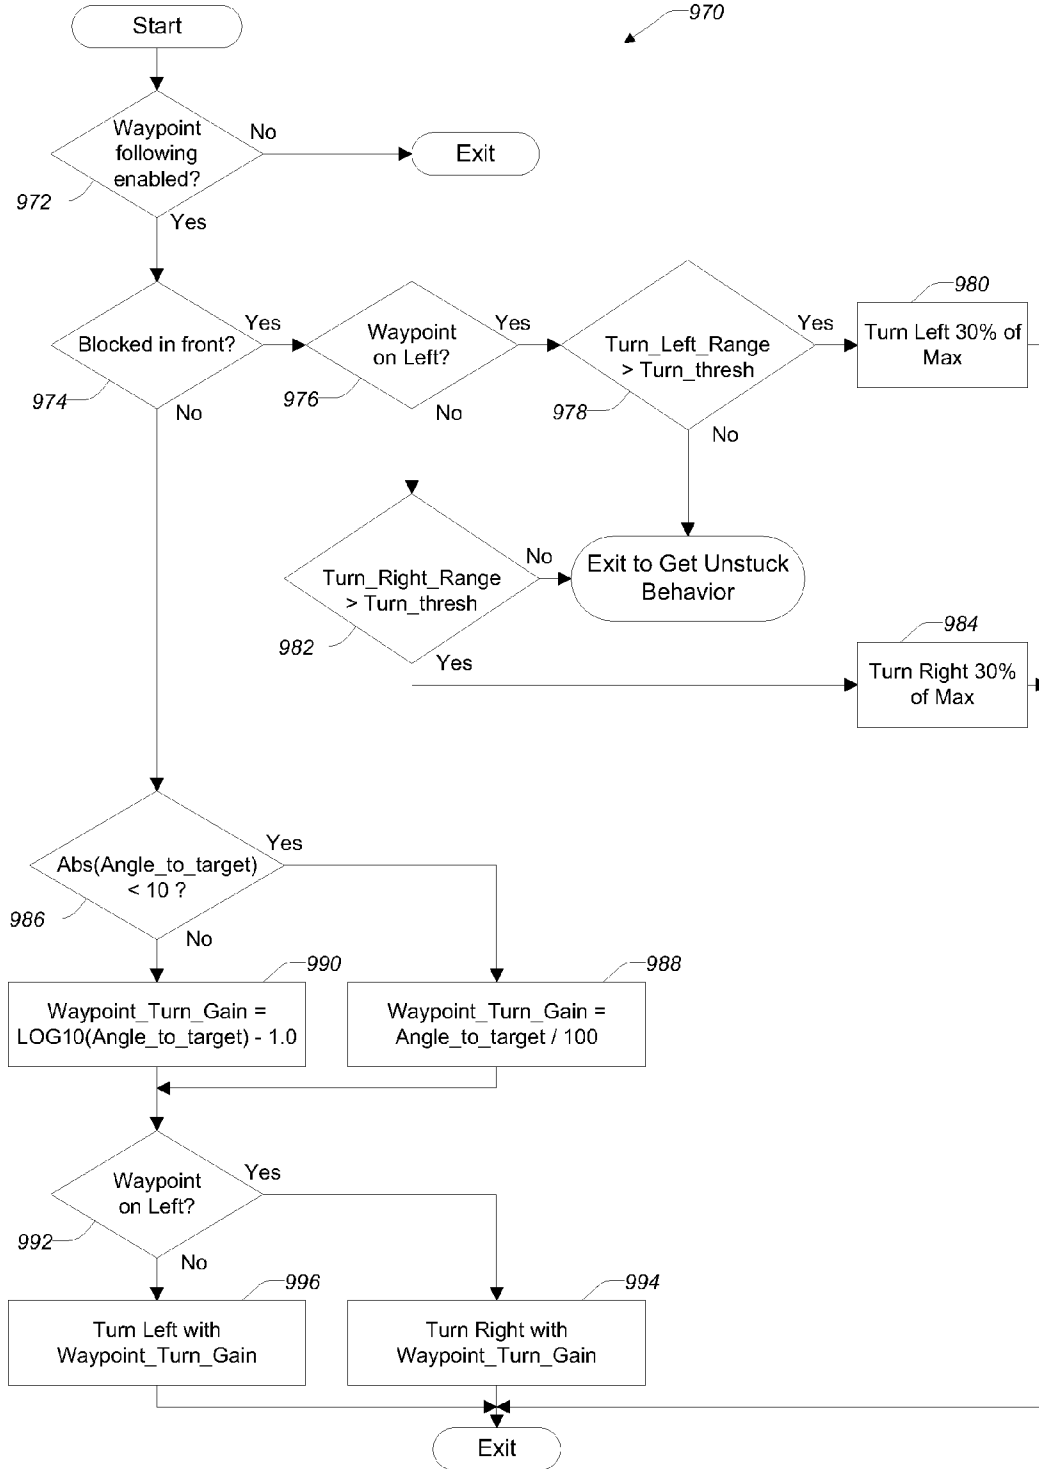 Start
970
Waypoint
following
enabled?
No
Exit
972
Yes
980
Blocked in front?
Yes
Waypoint
on Left?
Yes
Turn_Left_Range
> Turn_thresh
Yes
Turn Left 30% of
Max
974
No
976
No
978
No
Turn_Right_Range
> Turn_thresh
No
Exit to Get Unstuck
Behavior
982
Yes
984
Turn Right 30%
of Max
Abs(Angle_to_target)
< 10 ?
Yes
986
No
990
988
Waypoint_Turn_Gain =
LOG10(Angle_to_target) - 1.0
Waypoint_Turn_Gain =
Angle_to_target / 100
Waypoint
on Left?
Yes
992
No
996
994
Turn Left with
Waypoint_Turn_Gain
Turn Right with
Waypoint_Turn_Gain
Exit